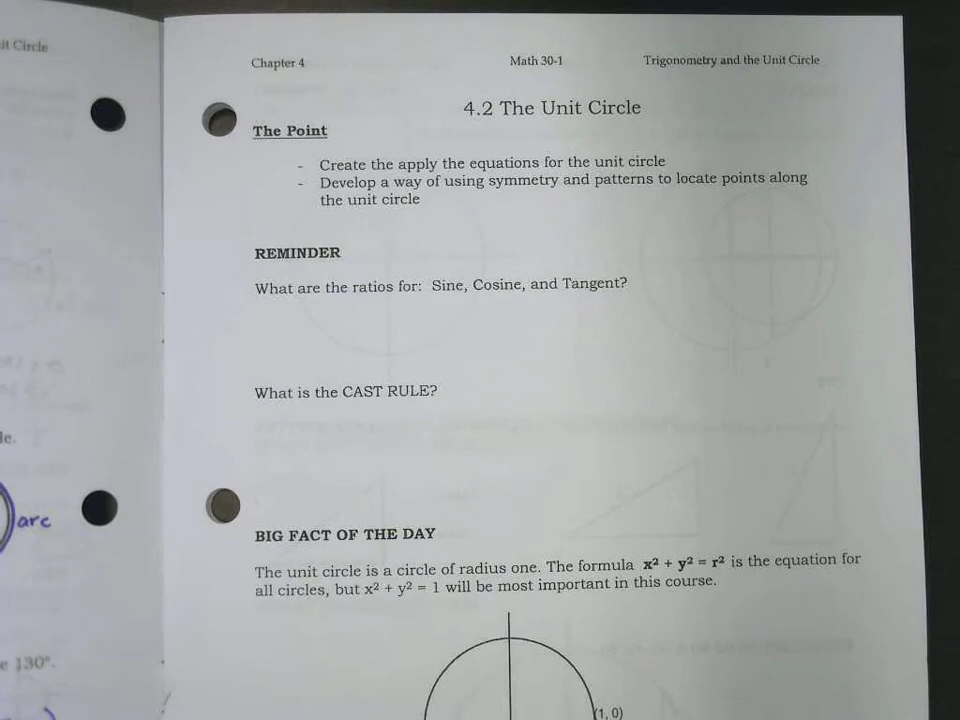 it Circle
le.
arc
e 130°.
Chapter 4
Math 30-1
Trigonometry and the Unit Circle
4.2 The Unit Circle
The Point
- Create the apply the equations for the unit circle
- Develop a way of using symmetry and patterns to locate points along
the unit circle
REMINDER
What are the ratios for: Sine, Cosine, and Tangent?
What is the CAST RULE?
BIG FACT OF THE DAY
The unit circle is a circle of radius one. The formula x² + y² = r² is the equation for
all circles, but x² + y² = 1 will be most important in this course.
(1, 0)